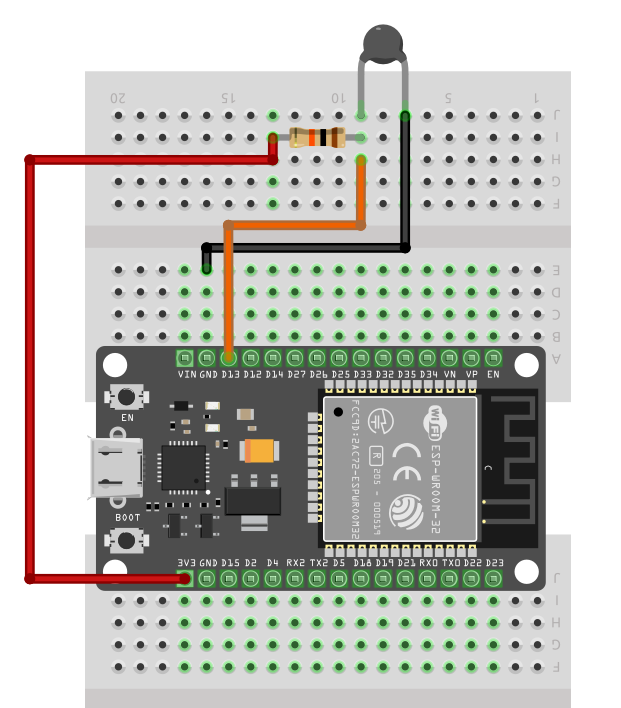 20 15 10 5 1
J
I
H
G
F
E
D
C
B
A
VIN GND D13 D12 D14 D27 D26 D25 D33 D32 D35 D34 VN VP EN
EN
BOOT
WiFi
ESP-WROOM-32
CE
R 205 - 000519
FCC ID:2AC7Z-ESPWROOM32
C
3V3 GND D15 D2 D4 RX2 TX2 D5 D18 D19 D21 RX0 TX0 D22 D23
J
I
H
G
F